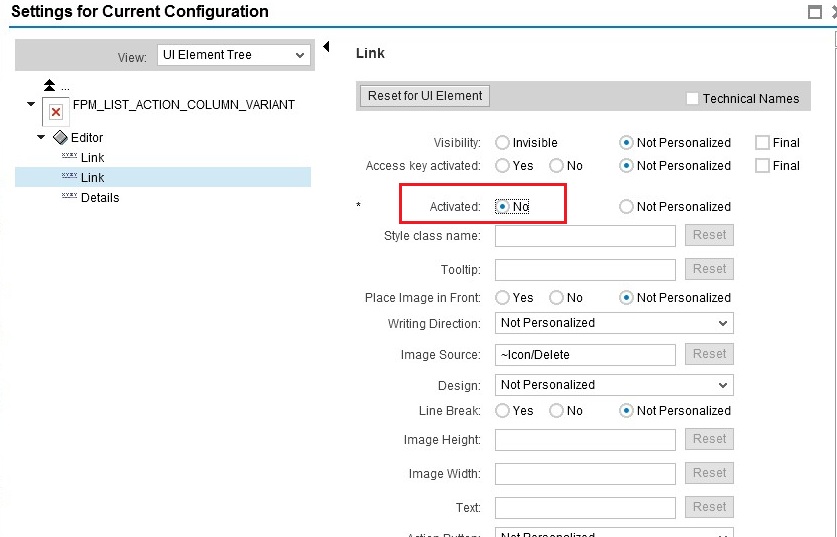 Settings for Current Configuration
View: UI Element Tree
...
FPM_LIST_ACTION_COLUMN_VARIANT
Editor
Link
Link
Details
Link
Reset for UI Element Technical Names
Visibility: Invisible Not Personalized Final
Access key activated: Yes No Not Personalized Final
* Activated: No Not Personalized
Style class name: Reset
Tooltip: Reset
Place Image in Front: Yes No Not Personalized
Writing Direction: Not Personalized
Image Source: ~Icon/Delete Reset
Design: Not Personalized
Line Break: Yes No Not Personalized
Image Height: Reset
Image Width: Reset
Text: Reset